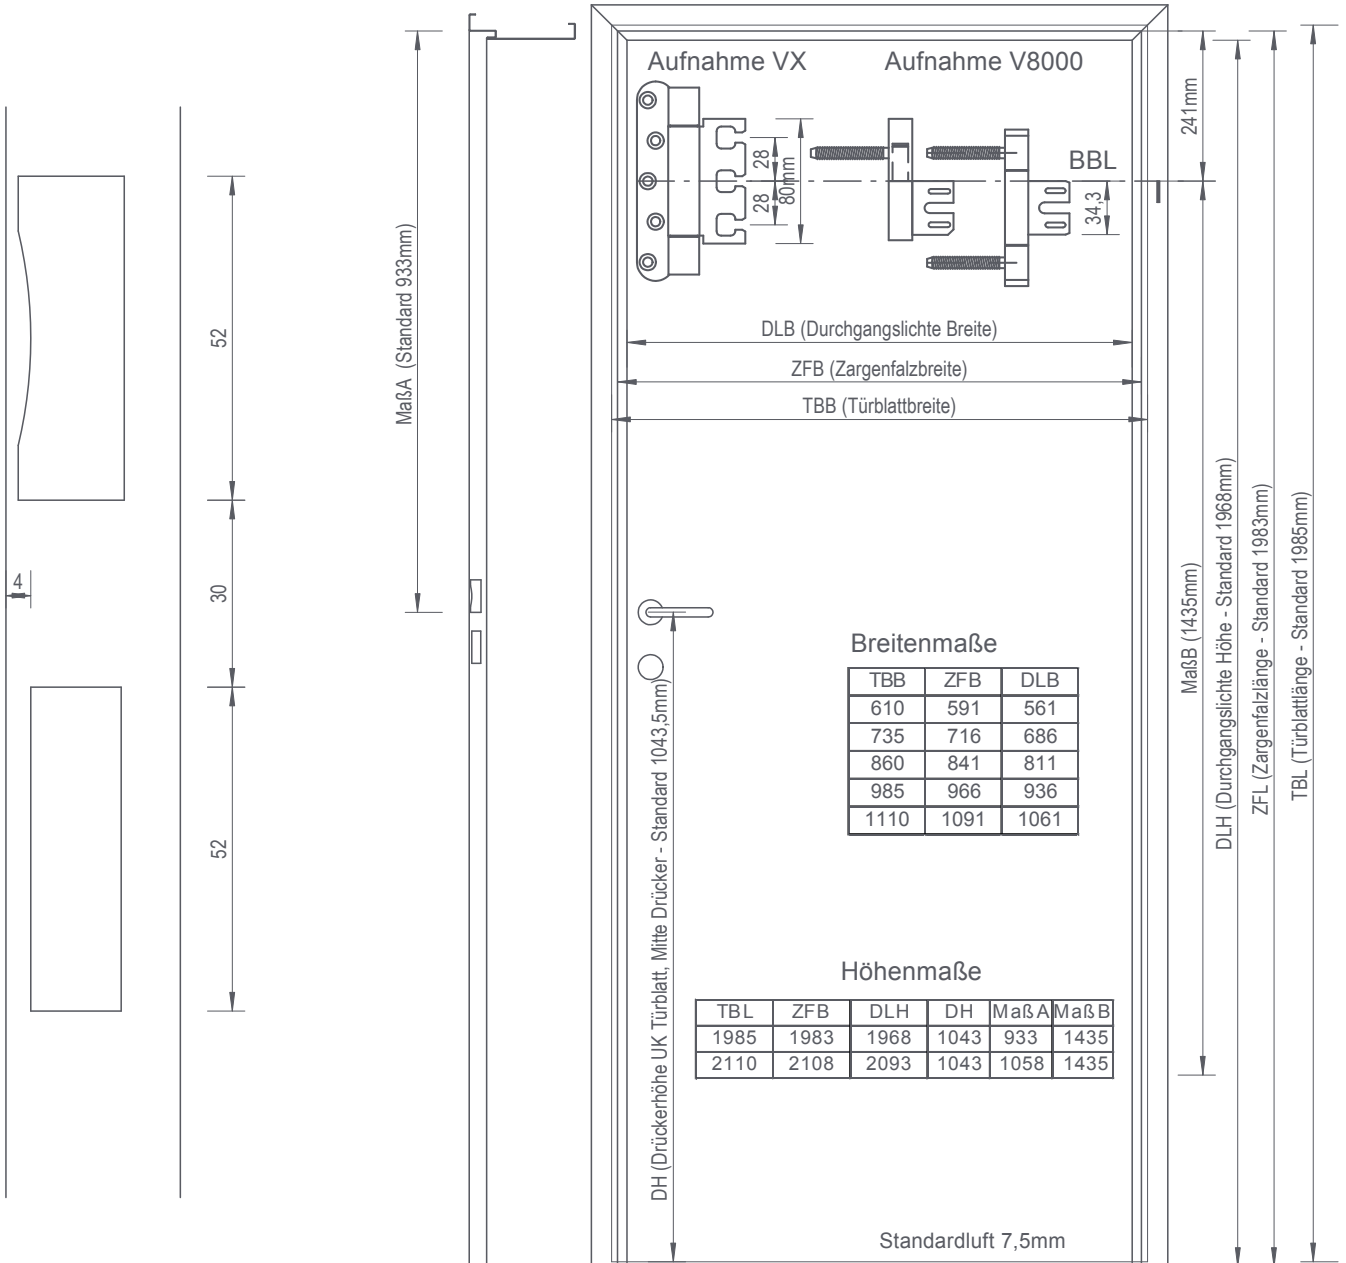 Aufnahme VX
Aufnahme V8000
241mm
BBL
28
28
80mm
34,3
MaßA (Standard 933mm)
52
DLB (Durchgangslichte Breite)
ZFB (Zargenfalzbreite)
TBB (Türblattbreite)
4
30
52
MaßB (1435mm)
DLH (Durchgangslichte Höhe - Standard 1968mm)
ZFL (Zargenfalzlänge - Standard 1983mm)
TBL (Türblattlänge - Standard 1985mm)
DH (Drückerhöhe UK Türblatt, Mitte Drücker - Standard 1043,5mm)
Breitenmaße
TBB ZFB DLB
610 591 561
735 716 686
860 841 811
985 966 936
1110 1091 1061
Höhenmaße
TBL ZFB DLH DH MaßA MaßB
1985 1983 1968 1043 933 1435
2110 2108 2093 1043 1058 1435
Standardluft 7,5mm